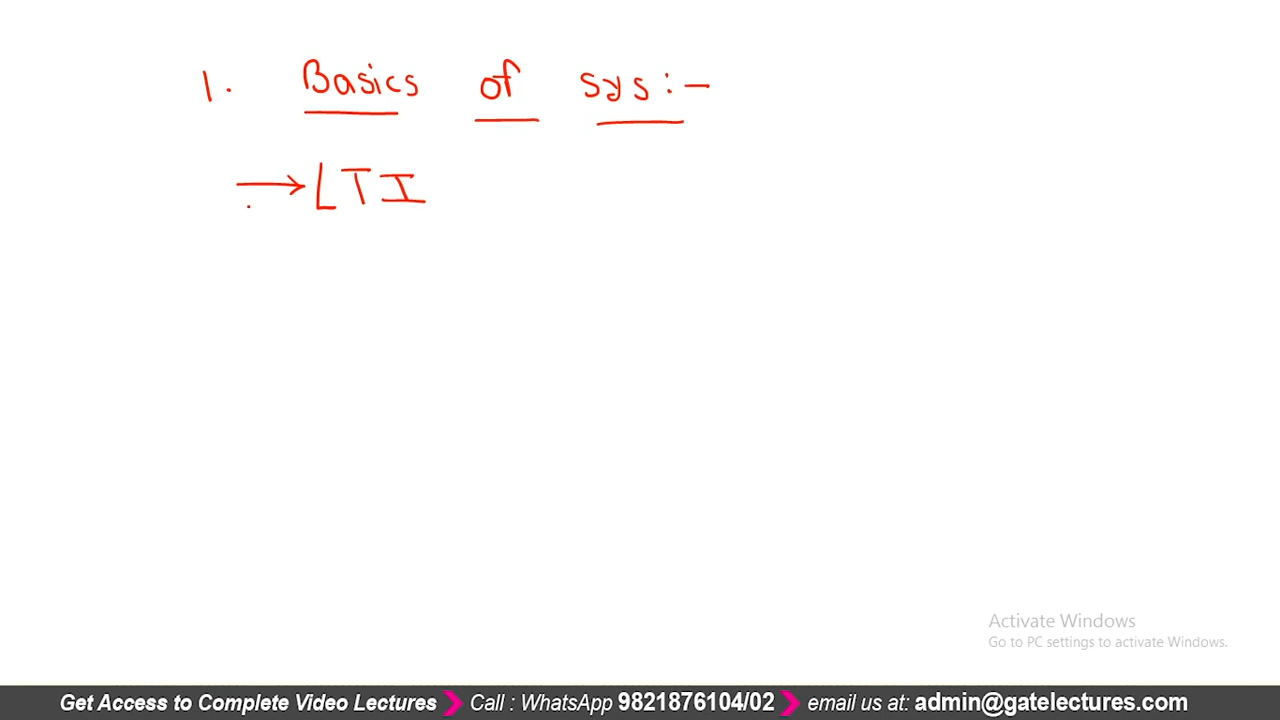 1. Basics of sys:-
→ LTI
Activate Windows
Go to PC settings to activate Windows.
Get Access to Complete Video Lectures Call : WhatsApp 9821876104/02 email us at: admin@gatelectures.com